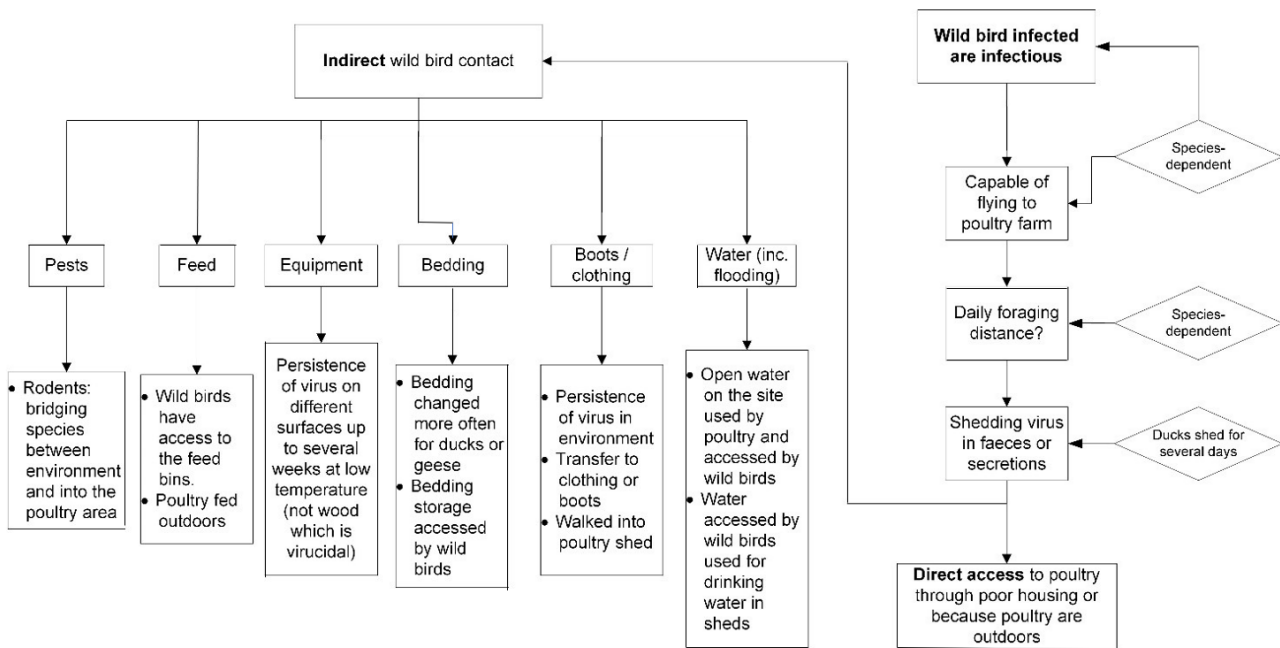 Indirect wild bird contact
Pests
Feed
Equipment
Bedding
Boots /
clothing
Water (inc.
flooding)
• Rodents:
bridging
species
between
environment
and into the
poultry area
• Wild birds
have
access to
the feed
bins.
• Poultry fed
outdoors
Persistence
of virus on
different
surfaces up
to several
weeks at low
temperature
(not wood
which is
virucidal)
• Bedding
changed
more often
for ducks or
geese
• Bedding
storage
accessed
by wild
birds
• Persistence
of virus in
environment
• Transfer to
clothing or
boots
• Walked into
poultry shed
• Open water
on the site
used by
poultry and
accessed by
wild birds
• Water
accessed by
wild birds
used for
drinking
water in
sheds
Wild bird infected
are infectious
Species-
dependent
Capable of
flying to
poultry farm
Daily foraging
distance?
Species-
dependent
Shedding virus
in faeces or
secretions
Ducks shed for
several days
Direct access to poultry
through poor housing or
because poultry are
outdoors